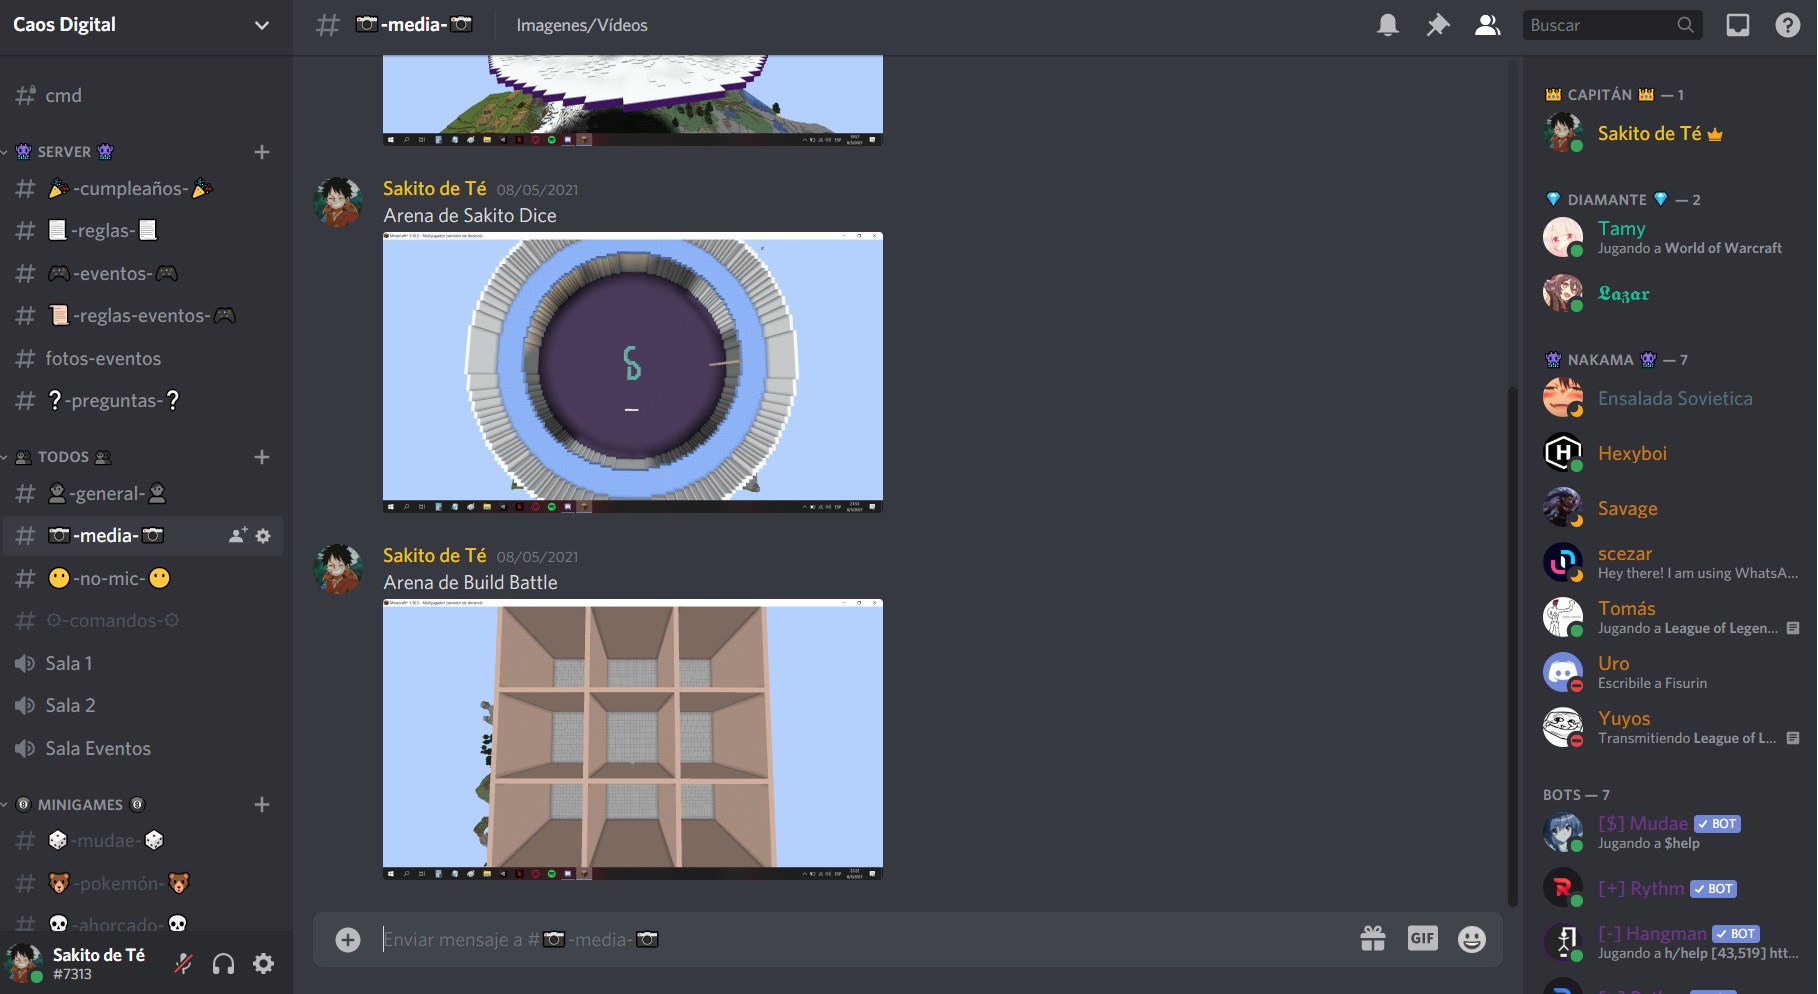 Caos Digital
cmd
SERVER
-cumpleaños-
-reglas-
-eventos-
-reglas-eventos-
fotos-eventos
-preguntas-
TODOS
-general-
-media-
-no-mic-
-comandos-
Sala 1
Sala 2
Sala Eventos
MINIGAMES
-mudae-
-pokemón-
-ahorcado-
Sakito de Té
#7313
-media-
Imagenes/Vídeos
Buscar
Sakito de Té 08/05/2021
Arena de Sakito Dice
Sakito de Té 08/05/2021
Arena de Build Battle
Enviar mensaje a # -media-
GIF
CAPITÁN — 1
Sakito de Té
DIAMANTE — 2
Tamy
Jugando a World of Warcraft
𝕷𝖆𝖟𝖆𝖗
NAKAMA — 7
Ensalada Sovietica
Hexyboi
Savage
scezar
Hey there! I am using WhatsA...
Tomás
Jugando a League of Legen...
Uro
Escribile a Fisurin
Yuyos
Transmitiendo League of L...
BOTS — 7
[$] Mudae BOT
Jugando a $help
[+] Rythm BOT
[-] Hangman BOT
Jugando a h/help [43,519] htt...